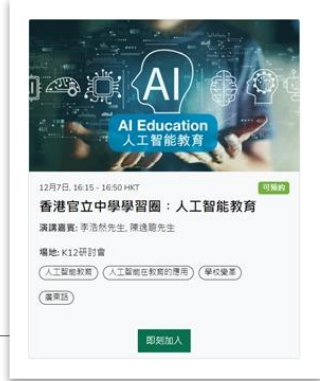 AI
AI Education
人工智能教育
12月7日, 16:15 - 16:50 HKT
可預約
香港官立中學學習圈：人工智能教育
演講嘉賓: 李浩然先生, 陳逸聰先生
場地: K12研討會
人工智能教育
人工智能在教育的應用
學校變革
廣東話
即刻加入